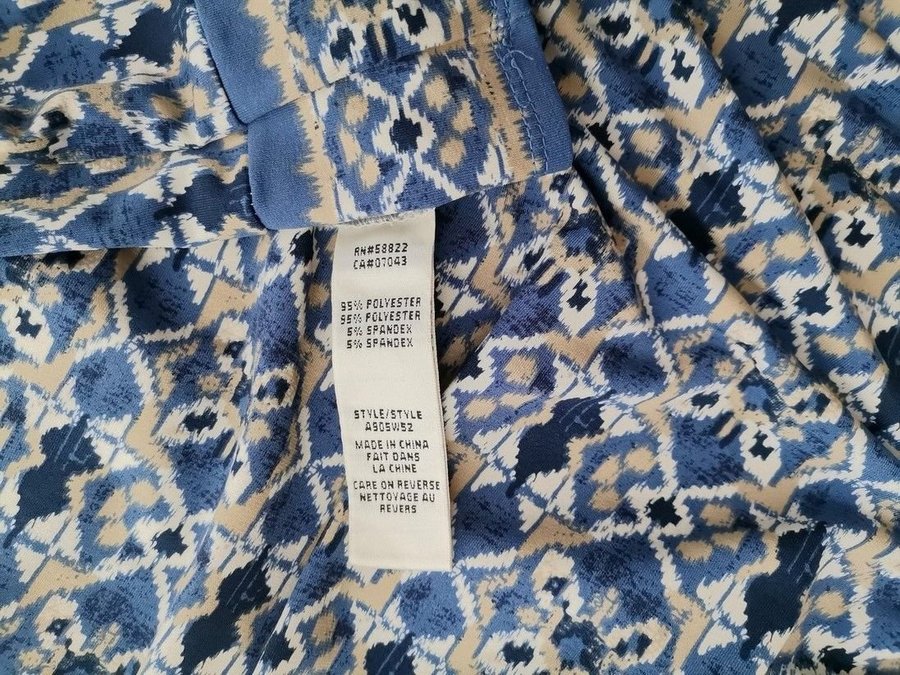 RN#58822
CA#07043
95% POLYESTER
95% POLYESTER
5% SPANDEX
5% SPANDEX
STYLE/STYLE
A905W52
MADE IN CHINA
FAIT DANS
LA CHINE
CARE ON REVERSE
NETTOYAGE AU
REVERS